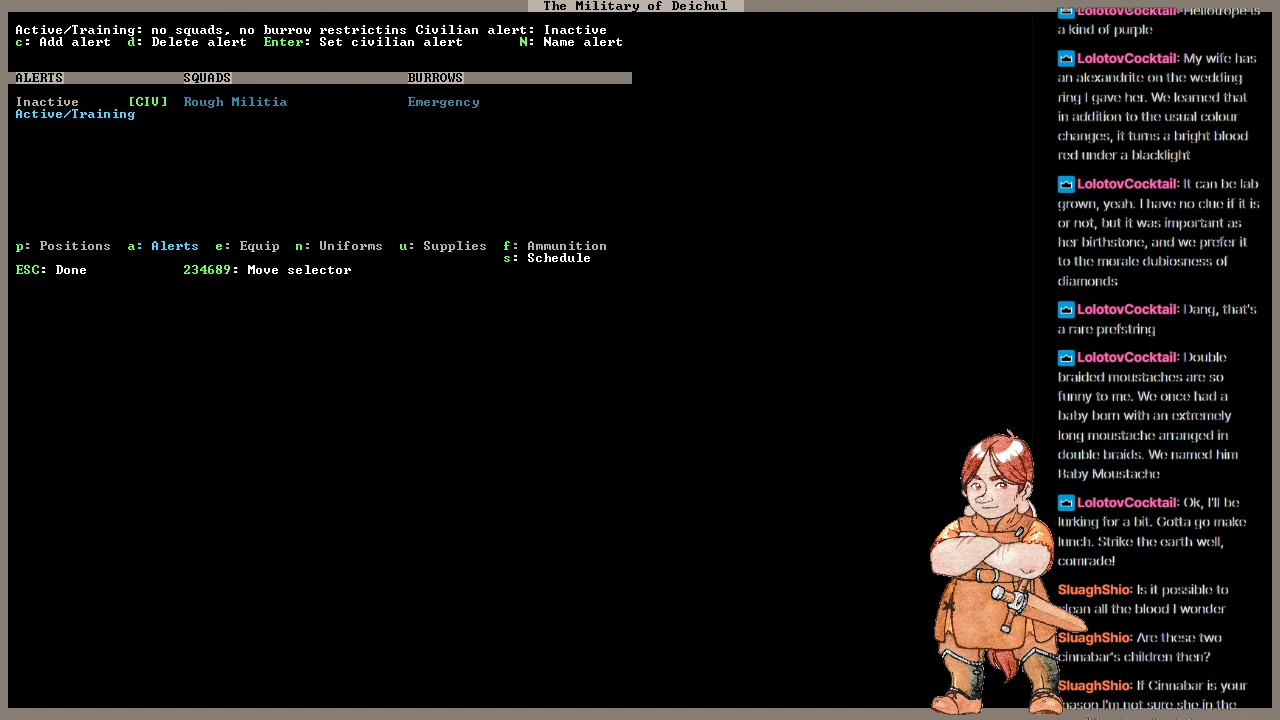 The Military of Deichul
Active/Training: no squads, no burrow restrictins Civilian alert: Inactive
c: Add alert d: Delete alert Enter: Set civilian alert N: Name alert
ALERTS SQUADS BURROWS
Inactive [CIV] Rough Militia Emergency
Active/Training
p: Positions a: Alerts e: Equip n: Uniforms u: Supplies f: Ammunition
s: Schedule
ESC: Done 234689: Move selector
LolotovCocktail: Heliotrope is
a kind of purple
LolotovCocktail: My wife has
an alexandrite on the wedding
ring I gave her. We learned that
in addition to the usual colour
changes, it turns a bright blood
red under a blacklight
LolotovCocktail: It can be lab
grown, yeah. I have no clue if it is
or not, but it was important as
her birthstone, and we prefer it
to the morale dubiosness of
diamonds
LolotovCocktail: Dang, that's
a rare prefstring
LolotovCocktail: Double
braided moustaches are so
funny to me. We once had a
baby born with an extremely
long moustache arranged in
double braids. We named him
Baby Moustache
LolotovCocktail: Ok, I'll be
lurking for a bit. Gotta go make
lunch. Strike the earth well,
comrade!
SluaghShio: Is it possible to
clean all the blood I wonder
SluaghShio: Are these two
cinnabar's children then?
SluaghShio: If Cinnabar is your
mason I'm not sure she in the